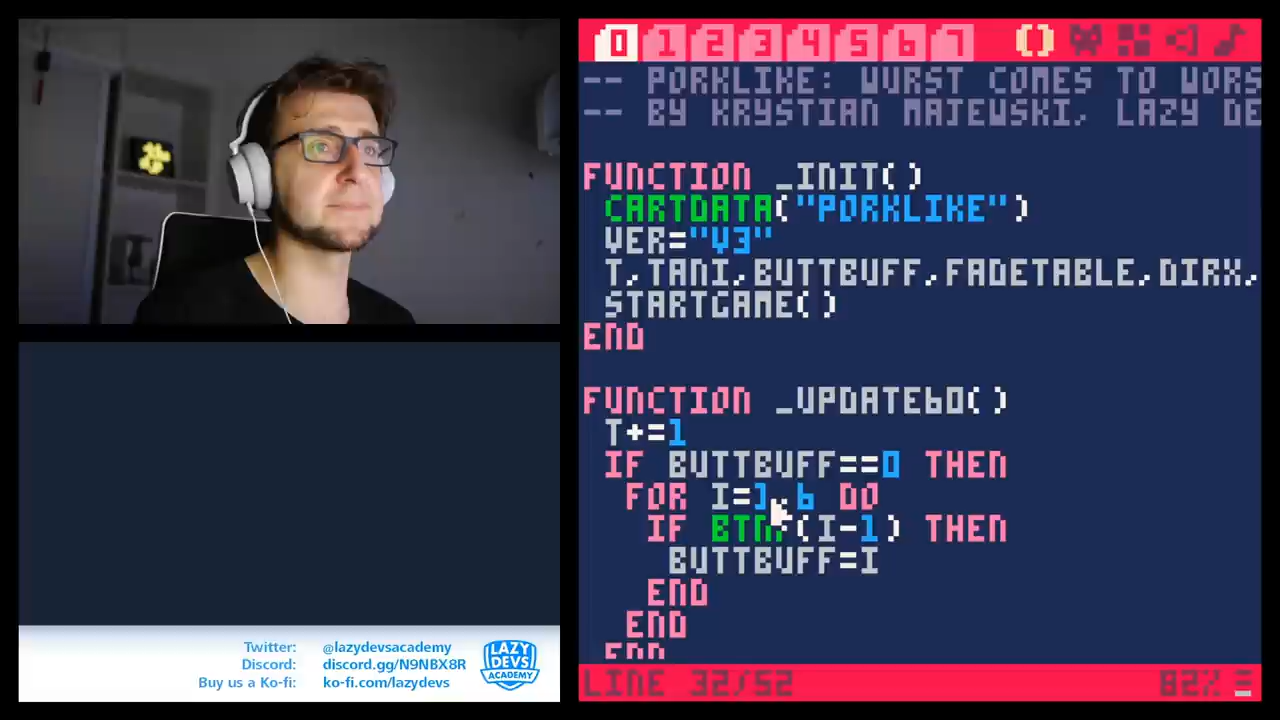 0 1 2 3 4 5 6 7
-- PORKLIKE: WURST COMES TO WORS
-- BY KRYSTIAN MAJEWSKI, LAZY DE
FUNCTION _INIT()
CARTDATA("PORKLIKE")
VER="V3"
T,TANI,BUTTBUFF,FADETABLE,DIRX,
STARTGAME()
END
FUNCTION _UPDATE60()
T+=1
IF BUTTBUFF==0 THEN
FOR I=1,6 DO
IF BTNP(I-1) THEN
BUTTBUFF=I
END
END
END
LINE 32/52 82%
Twitter: @lazydevsacademy
Discord: discord.gg/N9NBX8R
Buy us a Ko-fi: ko-fi.com/lazydevs
LAZY
DEVS
ACADEMY